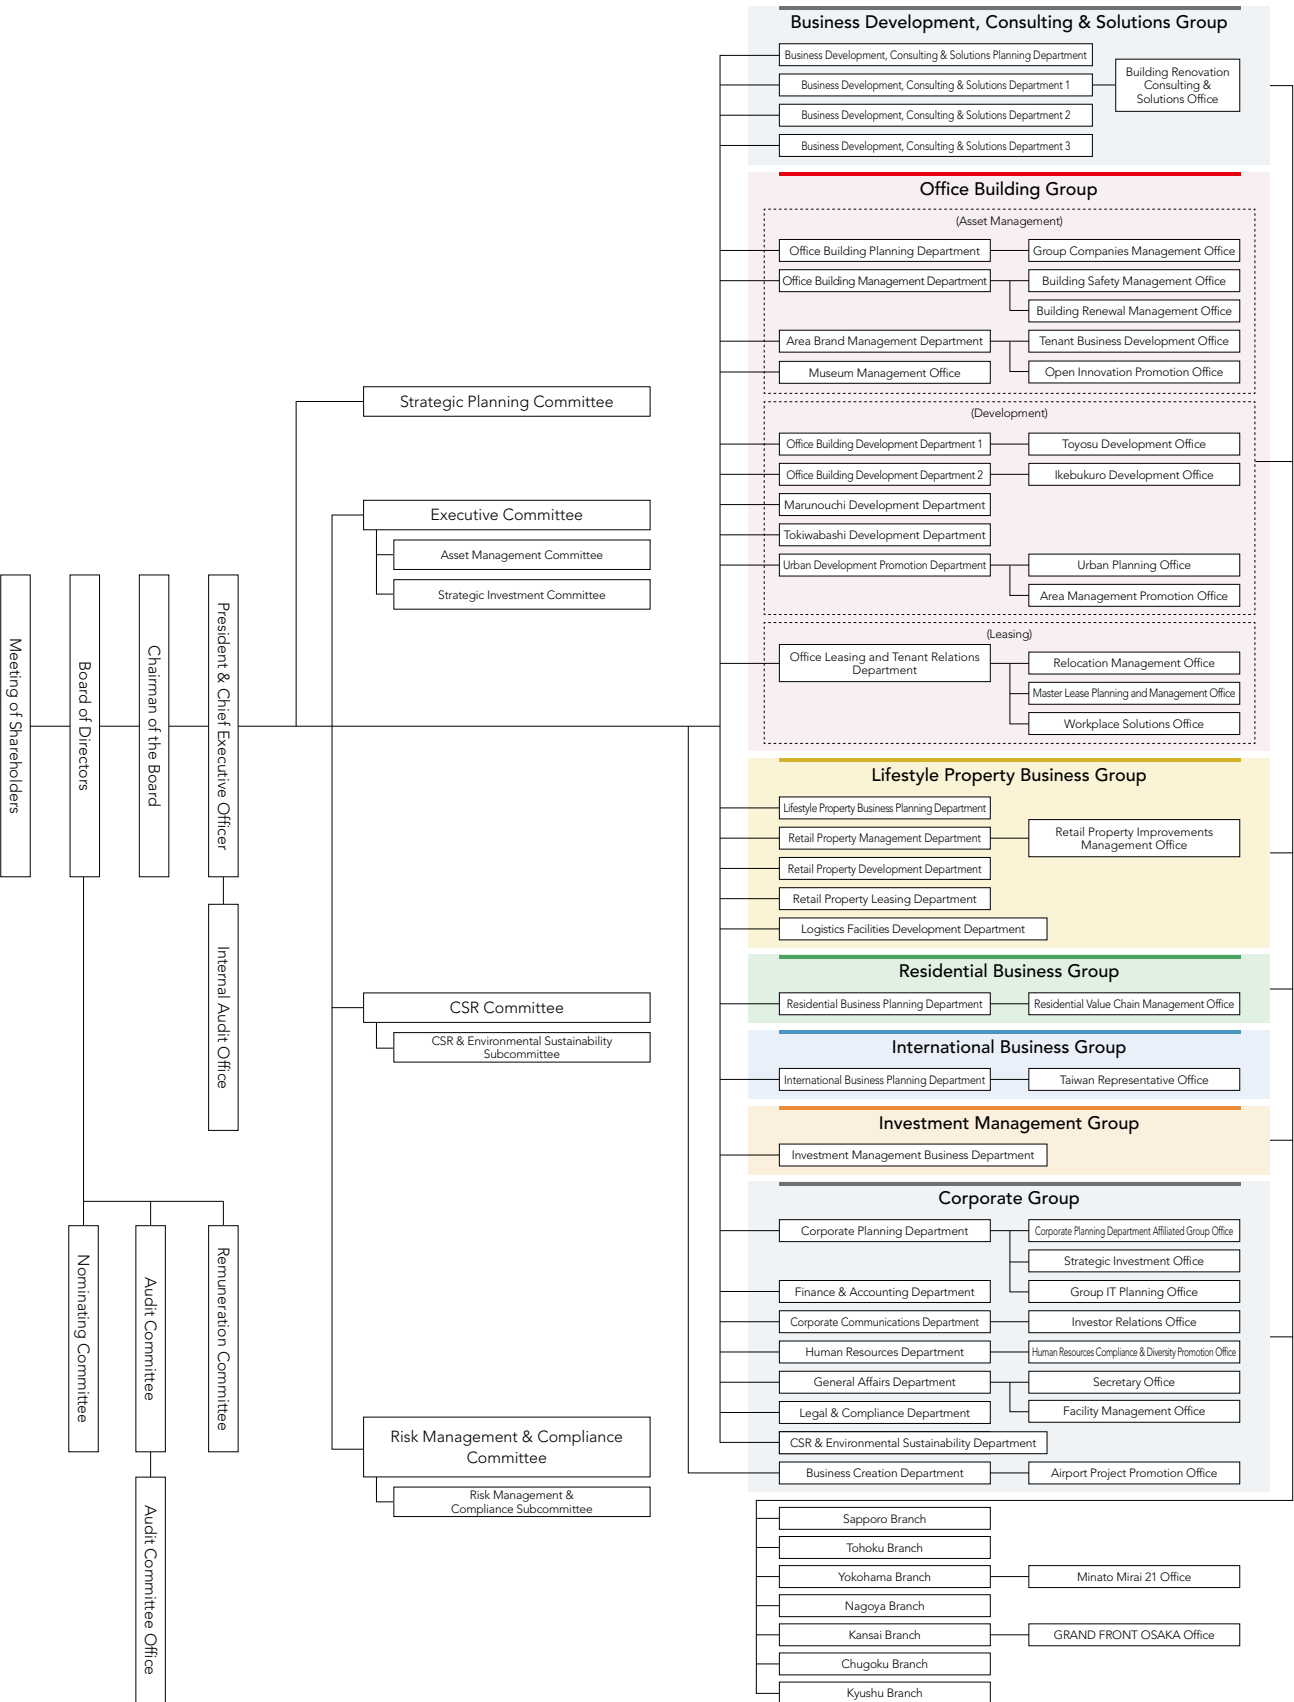 Meeting of Shareholders
Board of Directors
Chairman of the Board
President & Chief Executive Officer
Internal Audit Office
Nominating Committee
Audit Committee
Remuneration Committee
Audit Committee Office
Strategic Planning Committee
Executive Committee
Asset Management Committee
Strategic Investment Committee
CSR Committee
CSR & Environmental Sustainability
Subcommittee
Risk Management & Compliance
Committee
Risk Management &
Compliance Subcommittee
Business Development, Consulting & Solutions Group
Business Development, Consulting & Solutions Planning Department
Business Development, Consulting & Solutions Department 1
Building Renovation
Consulting &
Solutions Office
Business Development, Consulting & Solutions Department 2
Business Development, Consulting & Solutions Department 3
Office Building Group
(Asset Management)
Office Building Planning Department
Group Companies Management Office
Office Building Management Department
Building Safety Management Office
Building Renewal Management Office
Area Brand Management Department
Tenant Business Development Office
Museum Management Office
Open Innovation Promotion Office
(Development)
Office Building Development Department 1
Toyosu Development Office
Office Building Development Department 2
Ikebukuro Development Office
Marunouchi Development Department
Tokiwabashi Development Department
Urban Development Promotion Department
Urban Planning Office
Area Management Promotion Office
(Leasing)
Office Leasing and Tenant Relations
Department
Relocation Management Office
Master Lease Planning and Management Office
Workplace Solutions Office
Lifestyle Property Business Group
Lifestyle Property Business Planning Department
Retail Property Management Department
Retail Property Improvements
Management Office
Retail Property Development Department
Retail Property Leasing Department
Logistics Facilities Development Department
Residential Business Group
Residential Business Planning Department
Residential Value Chain Management Office
International Business Group
International Business Planning Department
Taiwan Representative Office
Investment Management Group
Investment Management Business Department
Corporate Group
Corporate Planning Department
Corporate Planning Department Affiliated Group Office
Strategic Investment Office
Finance & Accounting Department
Group IT Planning Office
Corporate Communications Department
Investor Relations Office
Human Resources Department
Human Resources Compliance & Diversity Promotion Office
General Affairs Department
Secretary Office
Legal & Compliance Department
Facility Management Office
CSR & Environmental Sustainability Department
Business Creation Department
Airport Project Promotion Office
Sapporo Branch
Tohoku Branch
Yokohama Branch
Minato Mirai 21 Office
Nagoya Branch
Kansai Branch
GRAND FRONT OSAKA Office
Chugoku Branch
Kyushu Branch